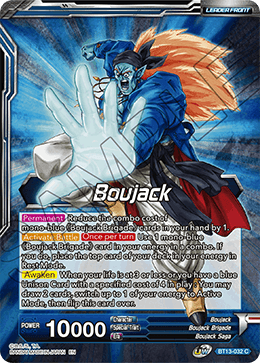 Boujack
Permanent Reduce the combo cost of
mono-blue {Boujack Brigade} cards in your hand by 1.
Activate: Battle Once per turn Use 1 mono-blue
{Boujack Brigade} card in your energy in a combo. If
you do, place the top card of your deck in your energy in
Rest Mode.
Awaken When your life is at 3 or less or you have a blue
Unison Card with a specified cost of 4 in play: You may
draw 2 cards, switch up to 1 of your energy to Active
Mode, then flip this card over.
POWER 10000
Character Boujack
Special Trait Boujack Brigade
Era Boujack Saga
BT13-032 C